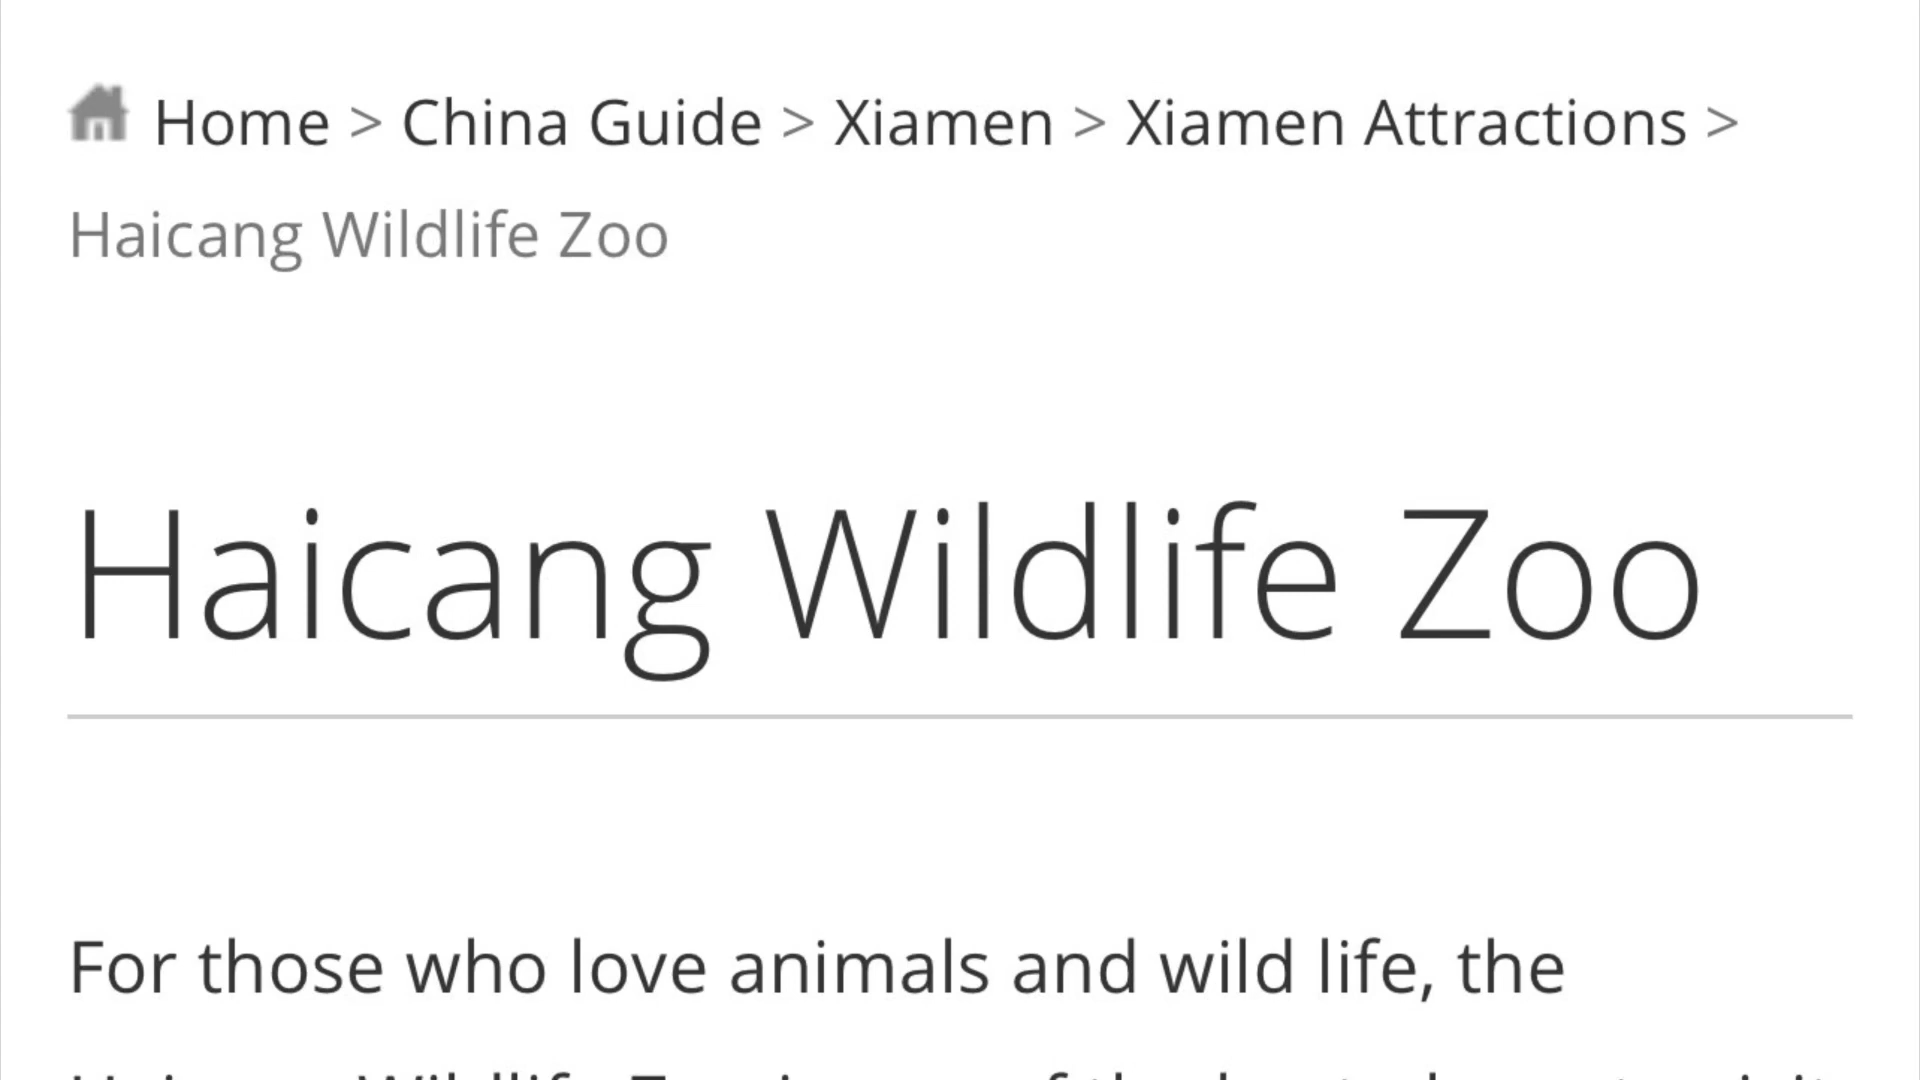 Home > China Guide > Xiamen > Xiamen Attractions >
Haicang Wildlife Zoo
Haicang Wildlife Zoo
For those who love animals and wild life, the